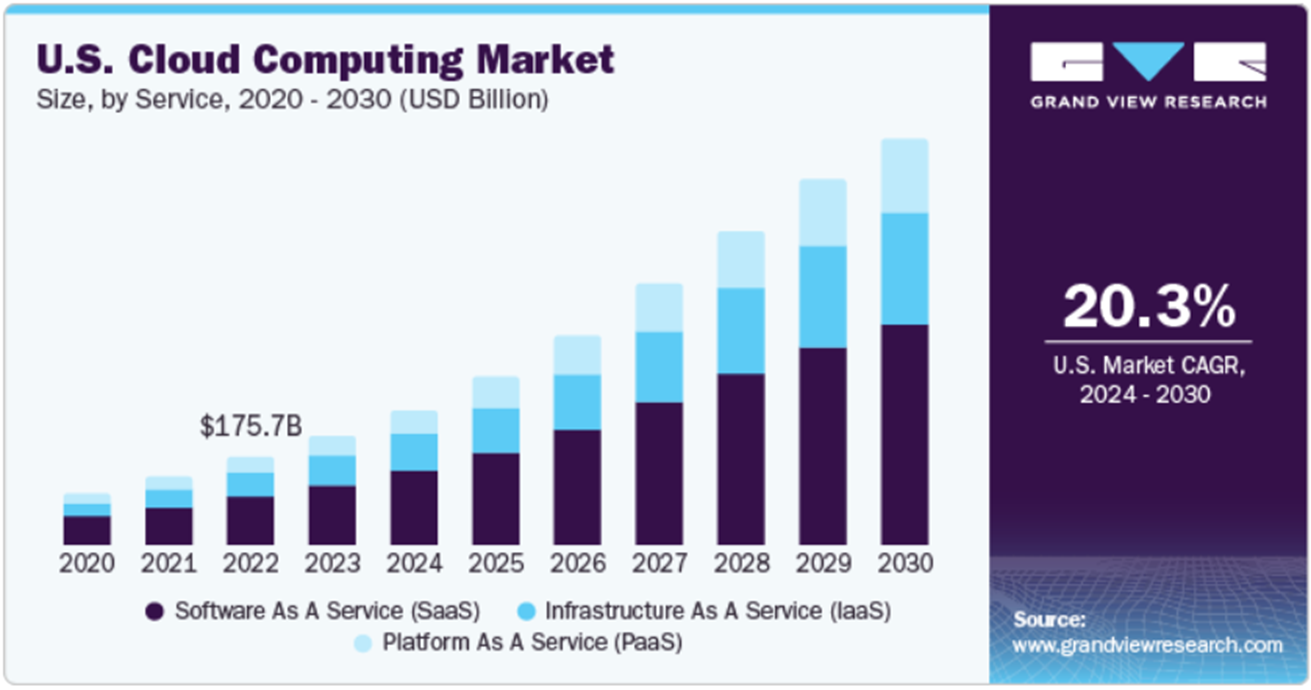 U.S. Cloud Computing Market
Size, by Service, 2020 - 2030 (USD Billion)
$175.7B
2020 2021 2022 2023 2024 2025 2026 2027 2028 2029 2030
Software As A Service (SaaS) Infrastructure As A Service (IaaS)
Platform As A Service (PaaS)
GRAND VIEW RESEARCH
20.3%
U.S. Market CAGR,
2024 - 2030
Source:
www.grandviewresearch.com